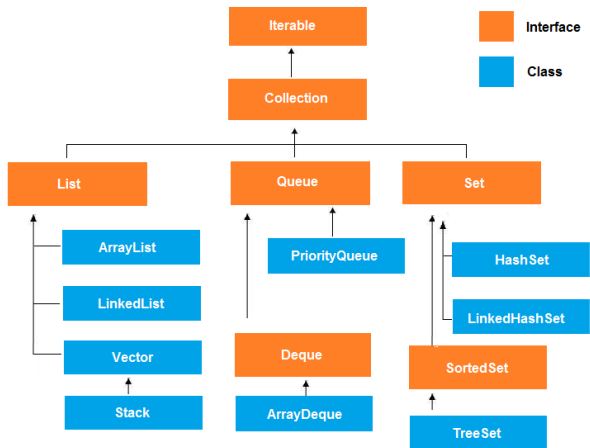 Iterable
Interface
Class
Collection
List
Queue
Set
ArrayList
PriorityQueue
HashSet
LinkedList
LinkedHashSet
Vector
Deque
SortedSet
Stack
ArrayDeque
TreeSet